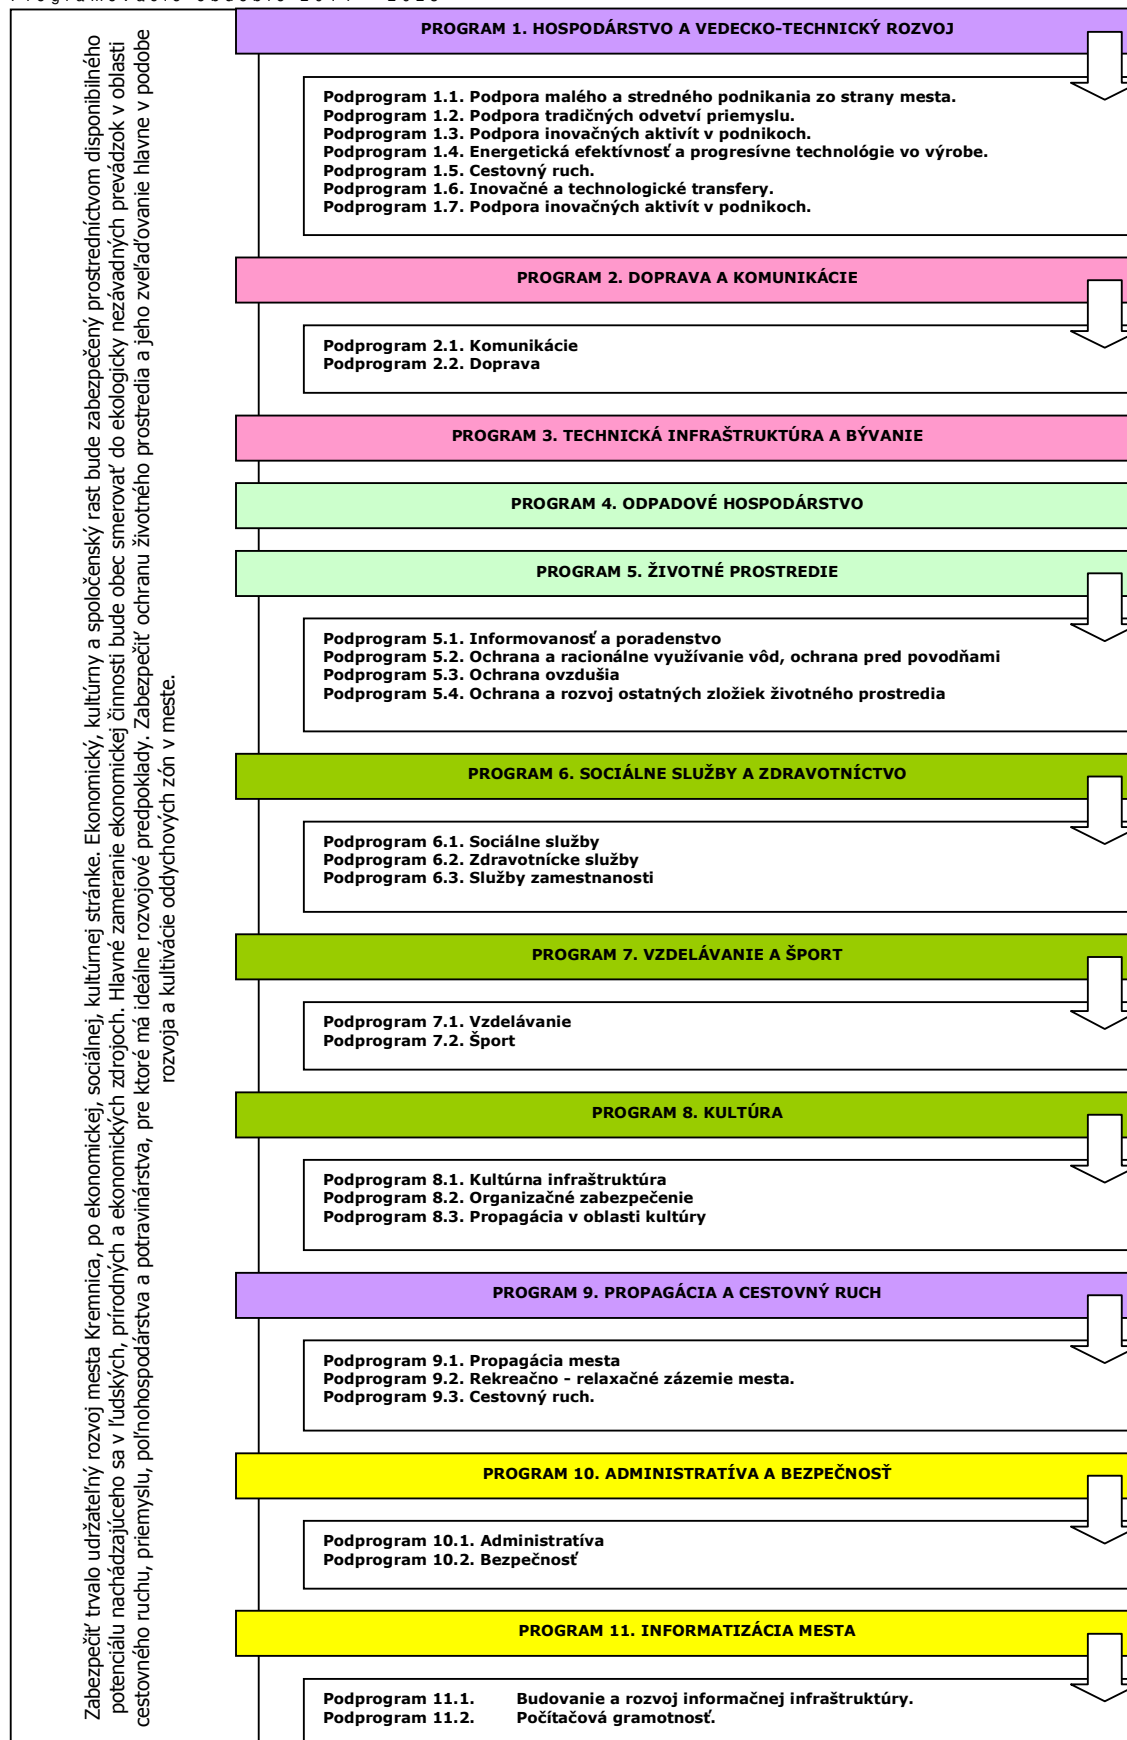 Zabezpečiť trvalo udržateľný rozvoj mesta Kremnica, po ekonomickej, sociálnej, kultúrnej stránke. Ekonomický, kultúrny a spoločenský rast bude zabezpečený prostredníctvom disponibilného
potenciálu nachádzajúceho sa v ľudských, prírodných a ekonomických zdrojoch. Hlavné zameranie ekonomickej činnosti bude obec smerovať do ekologicky nezávadných prevádzok v oblasti
cestovného ruchu, priemyslu, poľnohospodárstva a potravinárstva, pre ktoré má ideálne rozvojové predpoklady. Zabezpečiť ochranu životného prostredia a jeho zveľaďovanie hlavne v podobe
rozvoja a kultivácie oddychových zón v meste.
PROGRAM 1. HOSPODÁRSTVO A VEDECKO-TECHNICKÝ ROZVOJ
Podprogram 1.1. Podpora malého a stredného podnikania zo strany mesta.
Podprogram 1.2. Podpora tradičných odvetví priemyslu.
Podprogram 1.3. Podpora inovačných aktivít v podnikoch.
Podprogram 1.4. Energetická efektívnosť a progresívne technológie vo výrobe.
Podprogram 1.5. Cestovný ruch.
Podprogram 1.6. Inovačné a technologické transfery.
Podprogram 1.7. Podpora inovačných aktivít v podnikoch.
PROGRAM 2. DOPRAVA A KOMUNIKÁCIE
Podprogram 2.1. Komunikácie
Podprogram 2.2. Doprava
PROGRAM 3. TECHNICKÁ INFRAŠTRUKTÚRA A BÝVANIE
PROGRAM 4. ODPADOVÉ HOSPODÁRSTVO
PROGRAM 5. ŽIVOTNÉ PROSTREDIE
Podprogram 5.1. Informovanosť a poradenstvo
Podprogram 5.2. Ochrana a racionálne využívanie vôd, ochrana pred povodňami
Podprogram 5.3. Ochrana ovzdušia
Podprogram 5.4. Ochrana a rozvoj ostatných zložiek životného prostredia
PROGRAM 6. SOCIÁLNE SLUŽBY A ZDRAVOTNÍCTVO
Podprogram 6.1. Sociálne služby
Podprogram 6.2. Zdravotnícke služby
Podprogram 6.3. Služby zamestnanosti
PROGRAM 7. VZDELÁVANIE A ŠPORT
Podprogram 7.1. Vzdelávanie
Podprogram 7.2. Šport
PROGRAM 8. KULTÚRA
Podprogram 8.1. Kultúrna infraštruktúra
Podprogram 8.2. Organizačné zabezpečenie
Podprogram 8.3. Propagácia v oblasti kultúry
PROGRAM 9. PROPAGÁCIA A CESTOVNÝ RUCH
Podprogram 9.1. Propagácia mesta
Podprogram 9.2. Rekreačno - relaxačné zázemie mesta.
Podprogram 9.3. Cestovný ruch.
PROGRAM 10. ADMINISTRATÍVA A BEZPEČNOSŤ
Podprogram 10.1. Administratíva
Podprogram 10.2. Bezpečnosť
PROGRAM 11. INFORMATIZÁCIA MESTA
Podprogram 11.1. Budovanie a rozvoj informačnej infraštruktúry.
Podprogram 11.2. Počítačová gramotnosť.